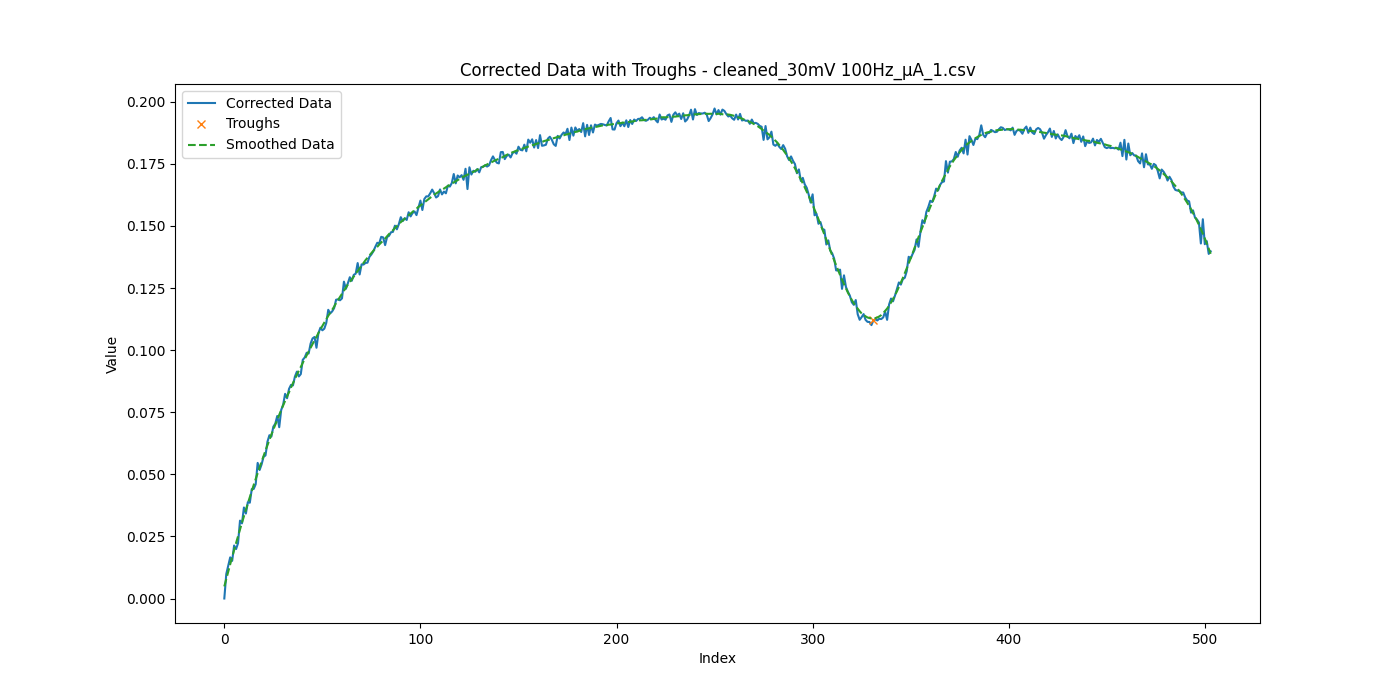 Corrected Data with Troughs - cleaned_30mV 100Hz_µA_1.csv
Corrected Data
Troughs
Smoothed Data
0.200
0.175
0.150
0.125
0.100
0.075
0.050
0.025
0.000
Value
0 100 200 300 400 500
Index